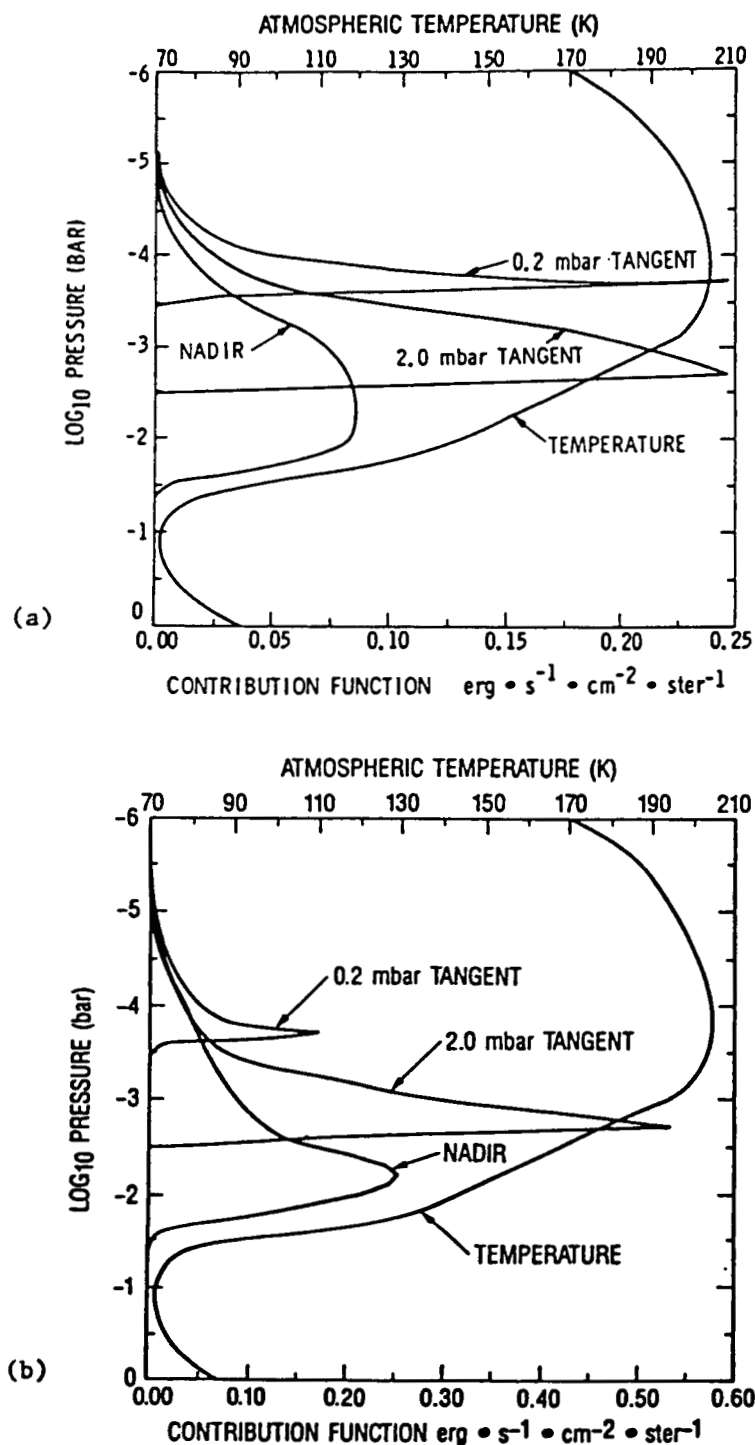 ATMOSPHERIC TEMPERATURE (K)
70 90 110 130 150 170 190 210
-6
-5
-4
-3
-2
-1
0
LOG10 PRESSURE (BAR)
0.2 mbar TANGENT
NADIR
2.0 mbar TANGENT
TEMPERATURE
(a)
0.00 0.05 0.10 0.15 0.20 0.25
CONTRIBUTION FUNCTION erg • s-1 • cm-2 • ster-1
ATMOSPHERIC TEMPERATURE (K)
70 90 110 130 150 170 190 210
-6
-5
-4
-3
-2
-1
0
LOG10 PRESSURE (bar)
0.2 mbar TANGENT
2.0 mbar TANGENT
NADIR
TEMPERATURE
(b)
0.00 0.10 0.20 0.30 0.40 0.50 0.60
CONTRIBUTION FUNCTION erg • s-1 • cm-2 • ster-1